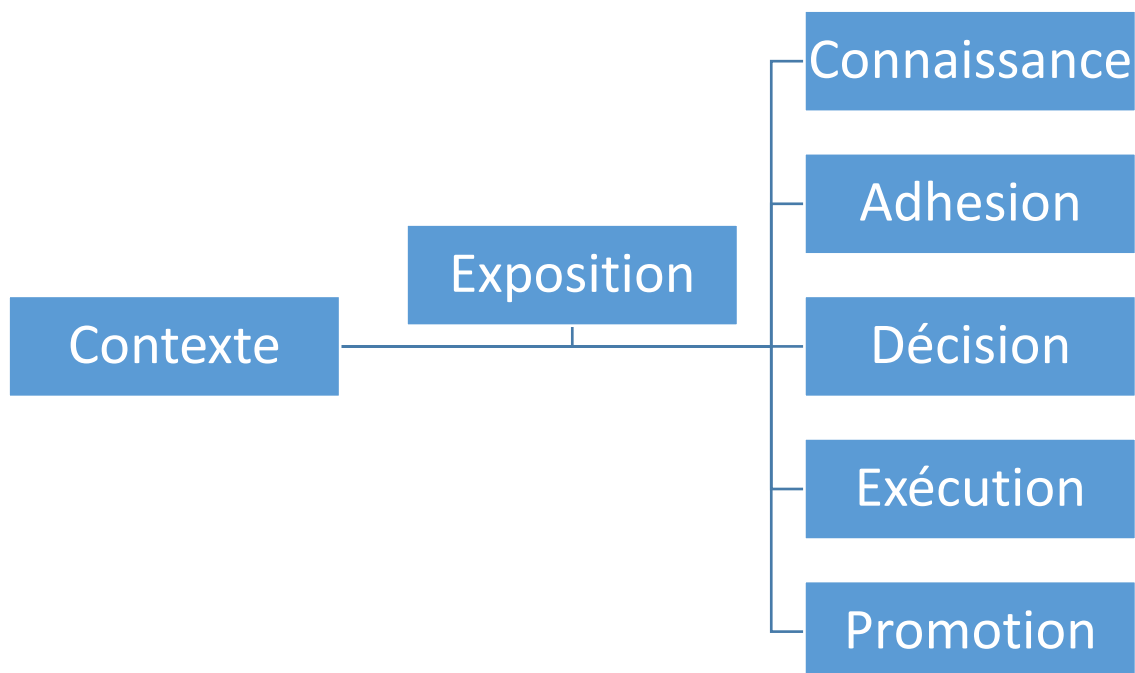 Contexte
Exposition
Connaissance
Adhesion
Décision
Exécution
Promotion